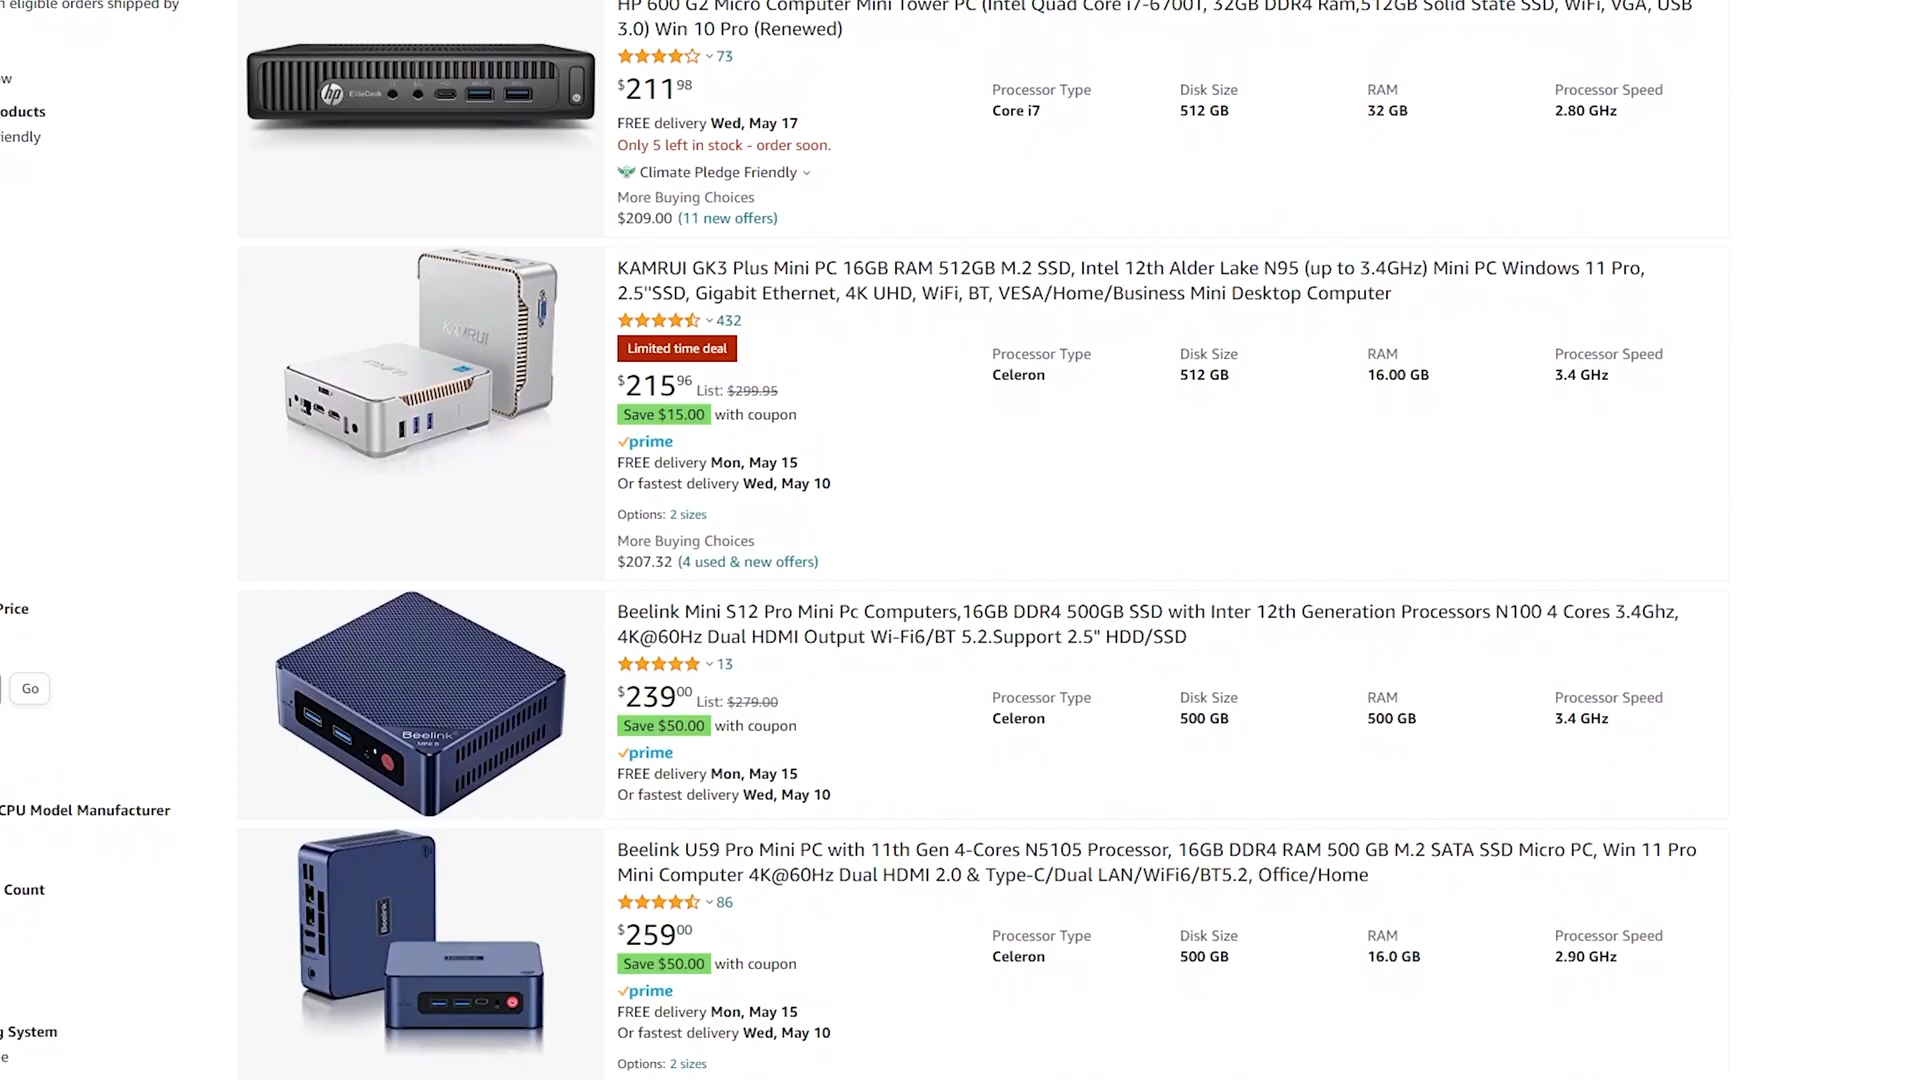 n eligible orders shipped by
w
oducts
iendly
Price
Go
CPU Model Manufacturer
Count
g System
e
HP 600 G2 Micro Computer Mini Tower PC (Intel Quad Core i7-6700T, 32GB DDR4 Ram,512GB Solid State SSD, WiFi, VGA, USB
3.0) Win 10 Pro (Renewed)
73
$211 98
FREE delivery Wed, May 17
Only 5 left in stock - order soon.
Climate Pledge Friendly
More Buying Choices
$209.00 (11 new offers)
Processor Type
Core i7
Disk Size
512 GB
RAM
32 GB
Processor Speed
2.80 GHz
hp
EliteDesk
KAMRUI GK3 Plus Mini PC 16GB RAM 512GB M.2 SSD, Intel 12th Alder Lake N95 (up to 3.4GHz) Mini PC Windows 11 Pro,
2.5''SSD, Gigabit Ethernet, 4K UHD, WiFi, BT, VESA/Home/Business Mini Desktop Computer
432
Limited time deal
$215 96 List: $299.95
Save $15.00 with coupon
prime
FREE delivery Mon, May 15
Or fastest delivery Wed, May 10
Options: 2 sizes
More Buying Choices
$207.32 (4 used & new offers)
Processor Type
Celeron
Disk Size
512 GB
RAM
16.00 GB
Processor Speed
3.4 GHz
KAMRUI
Beelink Mini S12 Pro Mini Pc Computers,16GB DDR4 500GB SSD with Inter 12th Generation Processors N100 4 Cores 3.4Ghz,
4K@60Hz Dual HDMI Output Wi-Fi6/BT 5.2.Support 2.5" HDD/SSD
13
$239 00 List: $279.00
Save $50.00 with coupon
prime
FREE delivery Mon, May 15
Or fastest delivery Wed, May 10
Processor Type
Celeron
Disk Size
500 GB
RAM
500 GB
Processor Speed
3.4 GHz
Beelink
MINI S
Beelink U59 Pro Mini PC with 11th Gen 4-Cores N5105 Processor, 16GB DDR4 RAM 500 GB M.2 SATA SSD Micro PC, Win 11 Pro
Mini Computer 4K@60Hz Dual HDMI 2.0 & Type-C/Dual LAN/WiFi6/BT5.2, Office/Home
86
$259 00
Save $50.00 with coupon
prime
FREE delivery Mon, May 15
Or fastest delivery Wed, May 10
Options: 2 sizes
Processor Type
Celeron
Disk Size
500 GB
RAM
16.0 GB
Processor Speed
2.90 GHz
Beelink